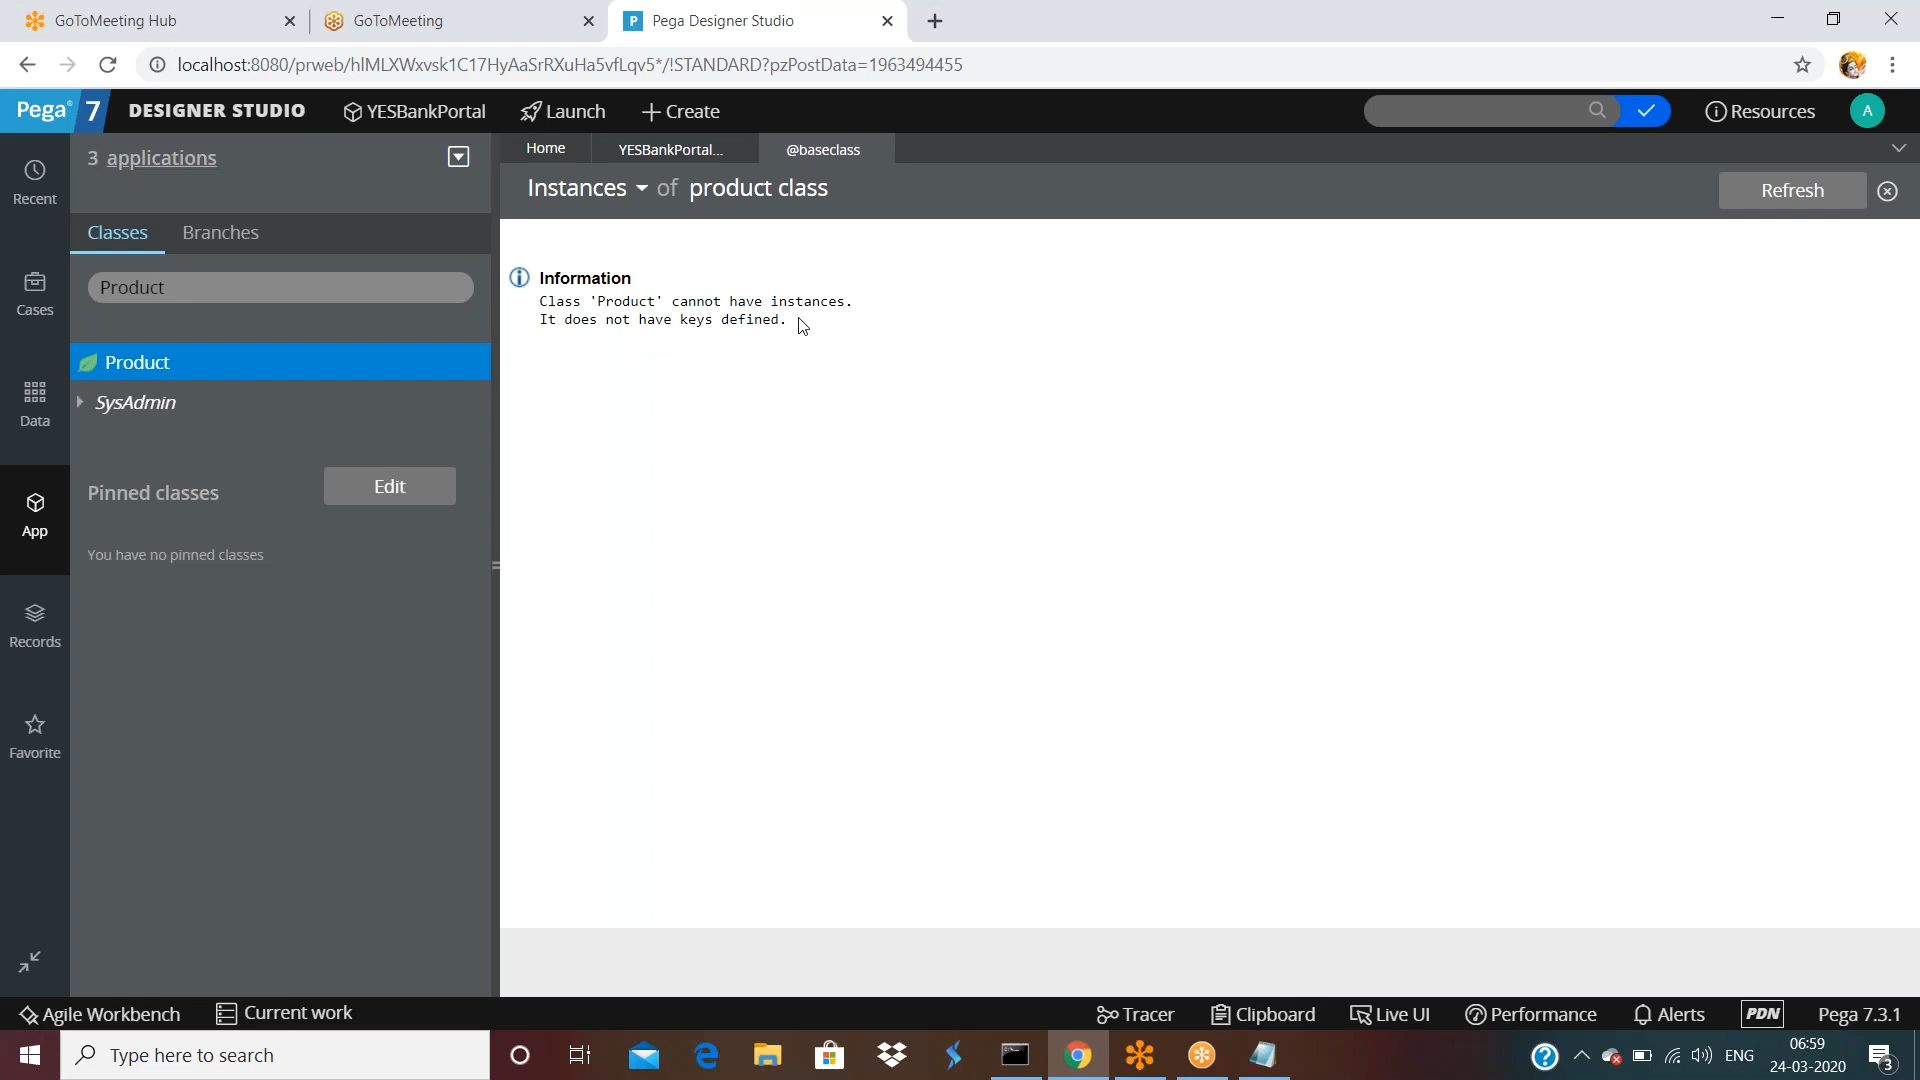 GoToMeeting Hub
GoToMeeting
Pega Designer Studio
localhost:8080/prweb/hIMLXWxvsk1C17HyAaSrRXuHa5vfLqv5*/!STANDARD?pzPostData=1963494455
Pega 7 DESIGNER STUDIO YESBankPortal Launch + Create Resources A
3 applications
Home YESBankPortal... @baseclass
Instances of product class Refresh
Recent
Cases
Data
App
Records
Favorite
Classes Branches
Product
Product
SysAdmin
Pinned classes Edit
You have no pinned classes
Information
Class 'Product' cannot have instances.
It does not have keys defined.
Agile Workbench Current work Tracer Clipboard Live UI Performance Alerts PDN Pega 7.3.1
Type here to search
ENG
06:59
24-03-2020
3